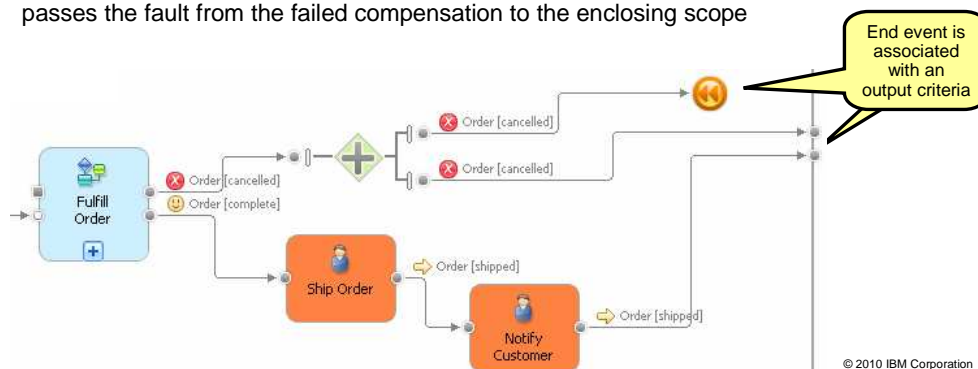 passes the fault from the failed compensation to the enclosing scope
End event is
associated
with an
output criteria
Order [cancelled]
Order [cancelled]
Order [cancelled]
Order [complete]
Fulfill
Order
Order [shipped]
Ship Order
Order [shipped]
Notify
Customer
© 2010 IBM Corporation